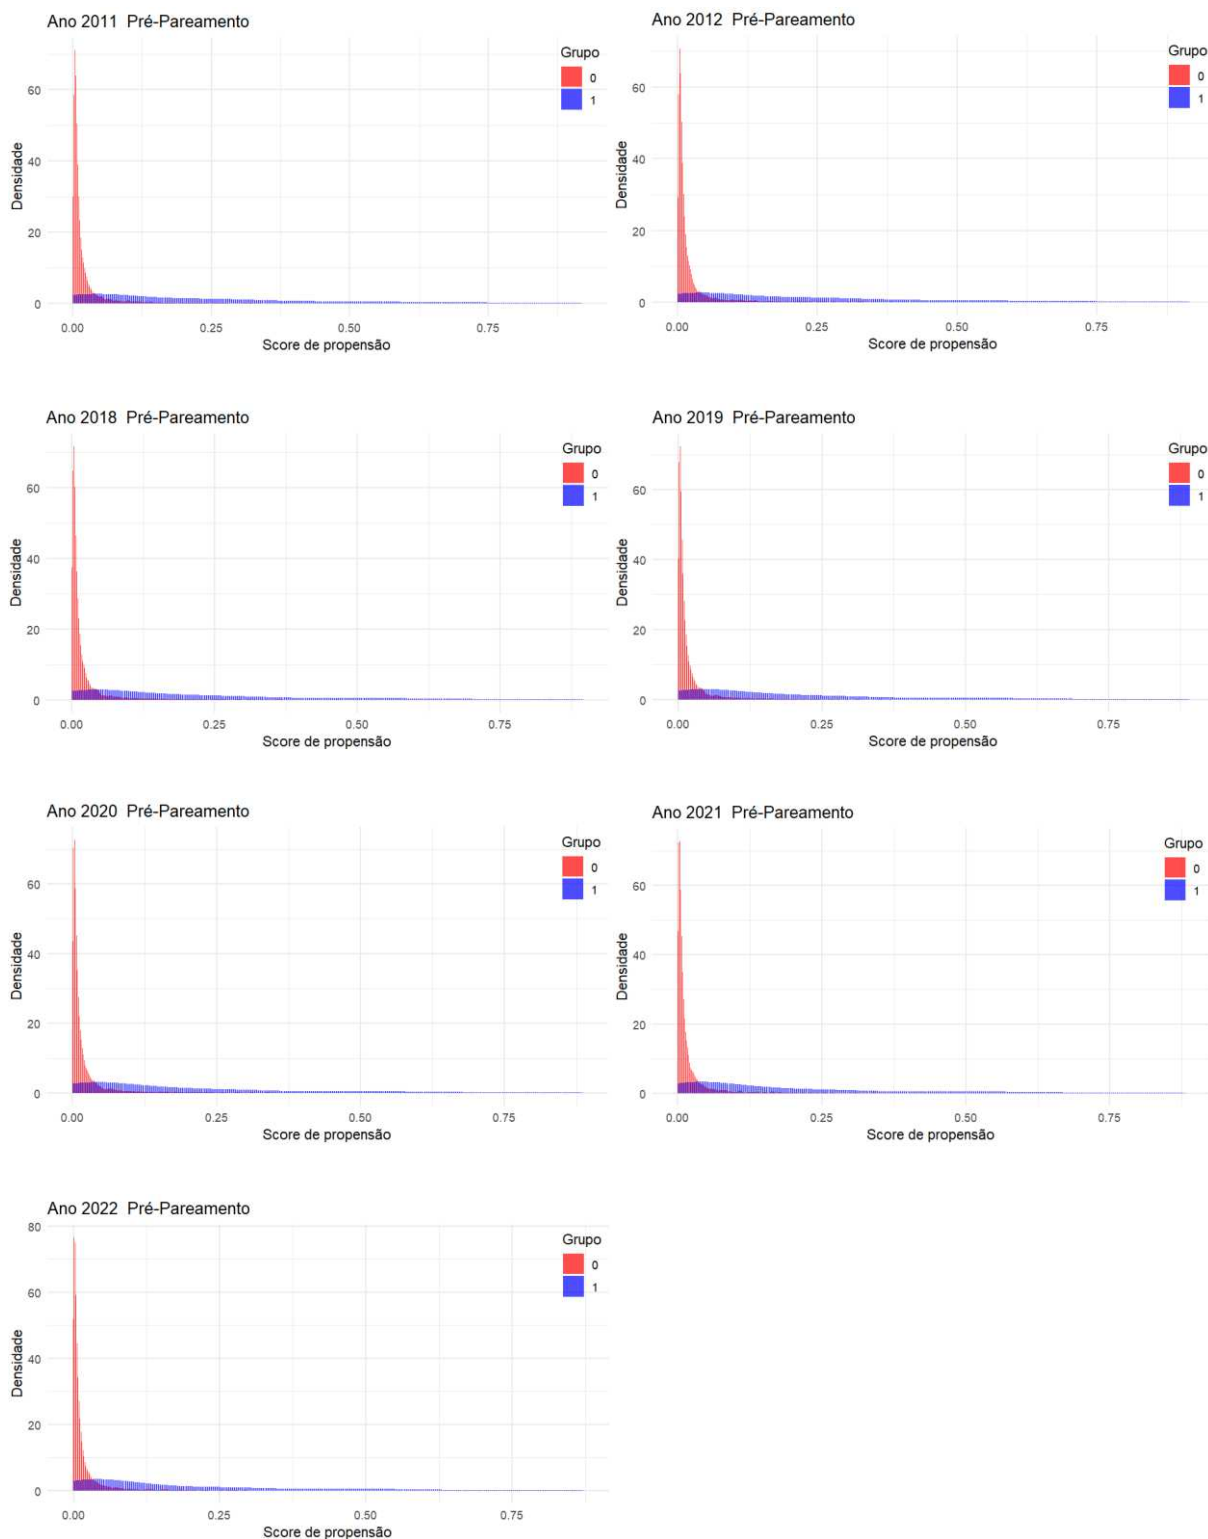 Ano 2011  Pré-Pareamento
Grupo
0
1
Densidade
60
40
20
0
0.00 0.25 0.50 0.75
Score de propensão
Ano 2012  Pré-Pareamento
Grupo
0
1
Densidade
60
40
20
0
0.00 0.25 0.50 0.75
Score de propensão
Ano 2018  Pré-Pareamento
Grupo
0
1
Densidade
60
40
20
0
0.00 0.25 0.50 0.75
Score de propensão
Ano 2019  Pré-Pareamento
Grupo
0
1
Densidade
60
40
20
0
0.00 0.25 0.50 0.75
Score de propensão
Ano 2020  Pré-Pareamento
Grupo
0
1
Densidade
60
40
20
0
0.00 0.25 0.50 0.75
Score de propensão
Ano 2021  Pré-Pareamento
Grupo
0
1
Densidade
60
40
20
0
0.00 0.25 0.50 0.75
Score de propensão
Ano 2022  Pré-Pareamento
Grupo
0
1
Densidade
80
60
40
20
0
0.00 0.25 0.50 0.75
Score de propensão